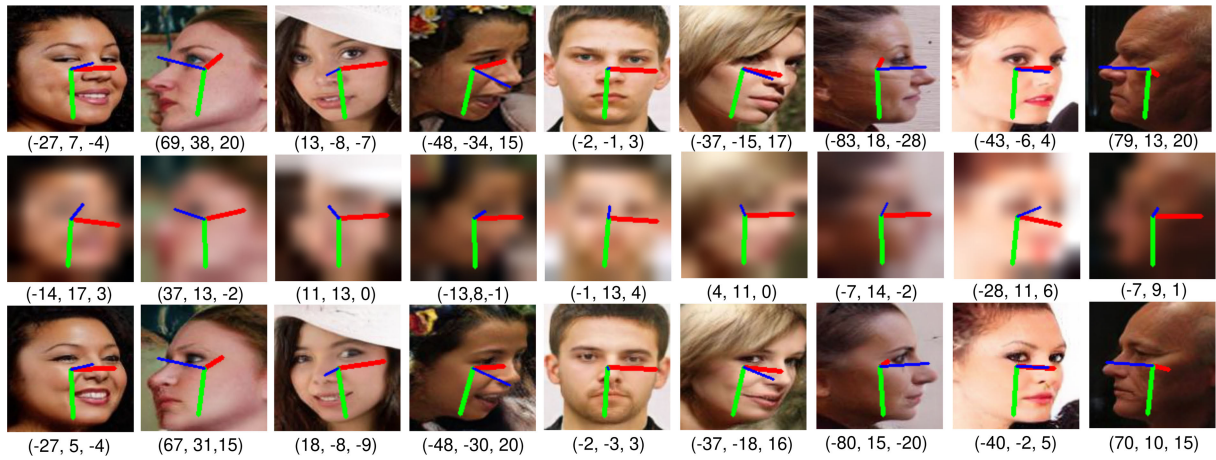 (-27, 7, -4) (69, 38, 20) (13, -8, -7) (-48, -34, 15) (-2, -1, 3) (-37, -15, 17) (-83, 18, -28) (-43, -6, 4) (79, 13, 20)
(-14, 17, 3) (37, 13, -2) (11, 13, 0) (-13,8,-1) (-1, 13, 4) (4, 11, 0) (-7, 14, -2) (-28, 11, 6) (-7, 9, 1)
(-27, 5, -4) (67, 31,15) (18, -8, -9) (-48, -30, 20) (-2, -3, 3) (-37, -18, 16) (-80, 15, -20) (-40, -2, 5) (70, 10, 15)